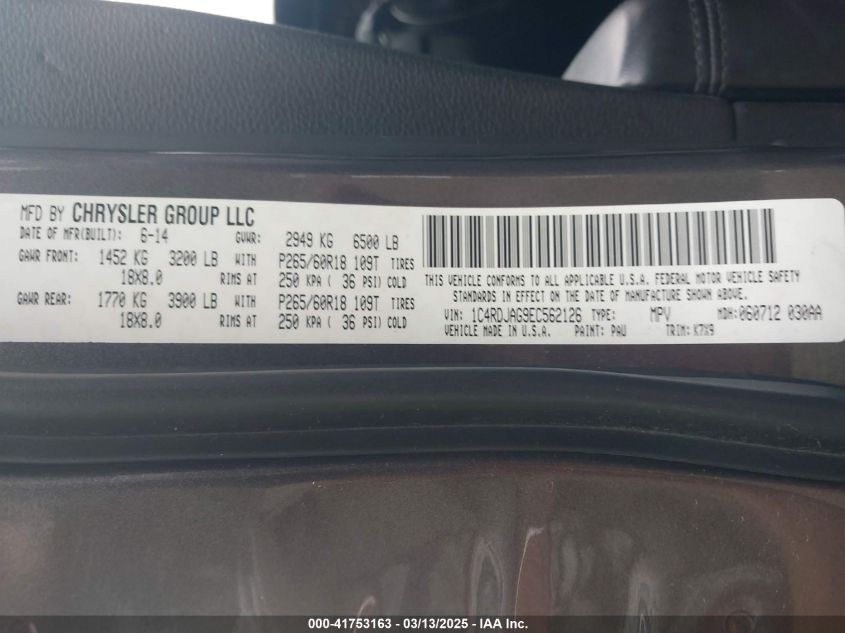 MFD BY CHRYSLER GROUP LLC
DATE OF MFR(BUILT): 6-14 GVWR: 2949 KG 6500 LB
GAWR FRONT: 1452 KG 3200 LB WITH P265/60R18 109T TIRES
18X8.0 RIMS AT 250 KPA ( 36 PSI) COLD
GAWR REAR: 1770 KG 3900 LB WITH P265/60R18 109T TIRES
18X8.0 RIMS AT 250 KPA ( 36 PSI) COLD
THIS VEHICLE CONFORMS TO ALL APPLICABLE U.S.A. FEDERAL MOTOR VEHICLE SAFETY
STANDARDS IN EFFECT ON THE DATE OF MANUFACTURE SHOWN ABOVE.
VIN: 1C4RDJAG9EC562126 TYPE: MPV MDH: 060712 030AA
VEHICLE MADE IN U.S.A. PAINT: PAU TRIM: K7X9
000-41753163 - 03/13/2025 - IAA Inc.